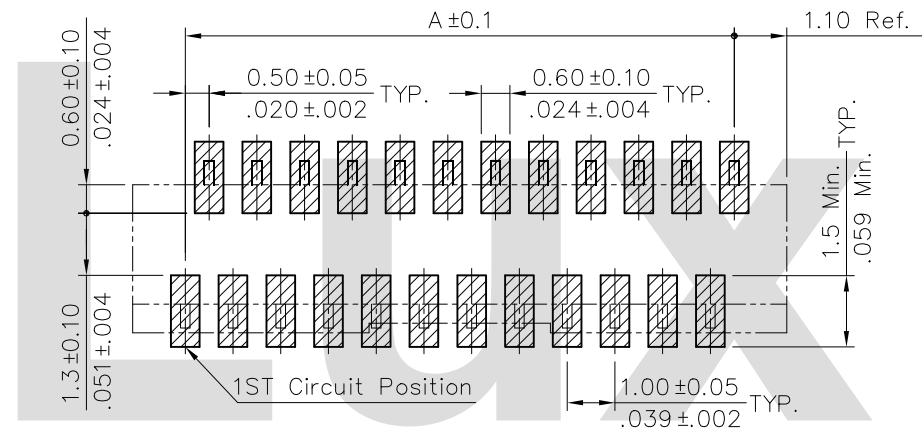 A±0.1
1.10 Ref.
0.60±0.10
.024±.004
0.50±0.05
.020±.002
TYP.
0.60±0.10
.024±.004
TYP.
1.5 Min. TYP.
.059 Min.
1.3±0.10
.051±.004
1ST Circuit Position
1.00±0.05
.039±.002
TYP.
Lux